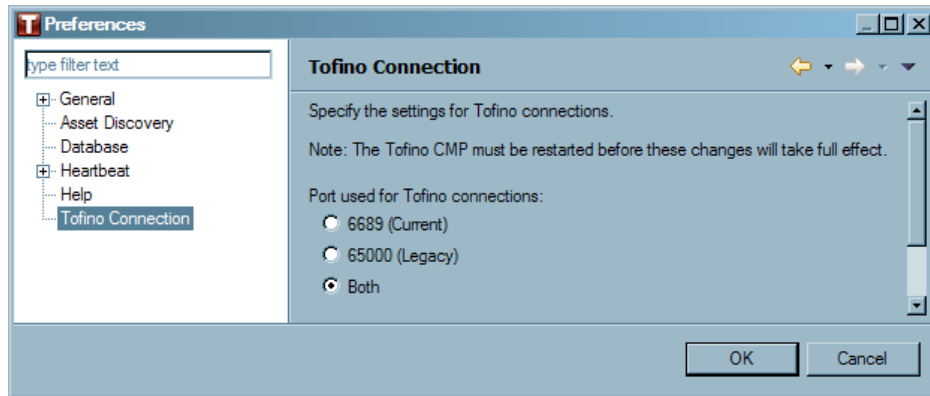 T Preferences
type filter text
General
Asset Discovery
Database
Heartbeat
Help
Tofino Connection
Tofino Connection
Specify the settings for Tofino connections.
Note: The Tofino CMP must be restarted before these changes will take full effect.
Port used for Tofino connections:
6689 (Current)
65000 (Legacy)
Both
OK
Cancel